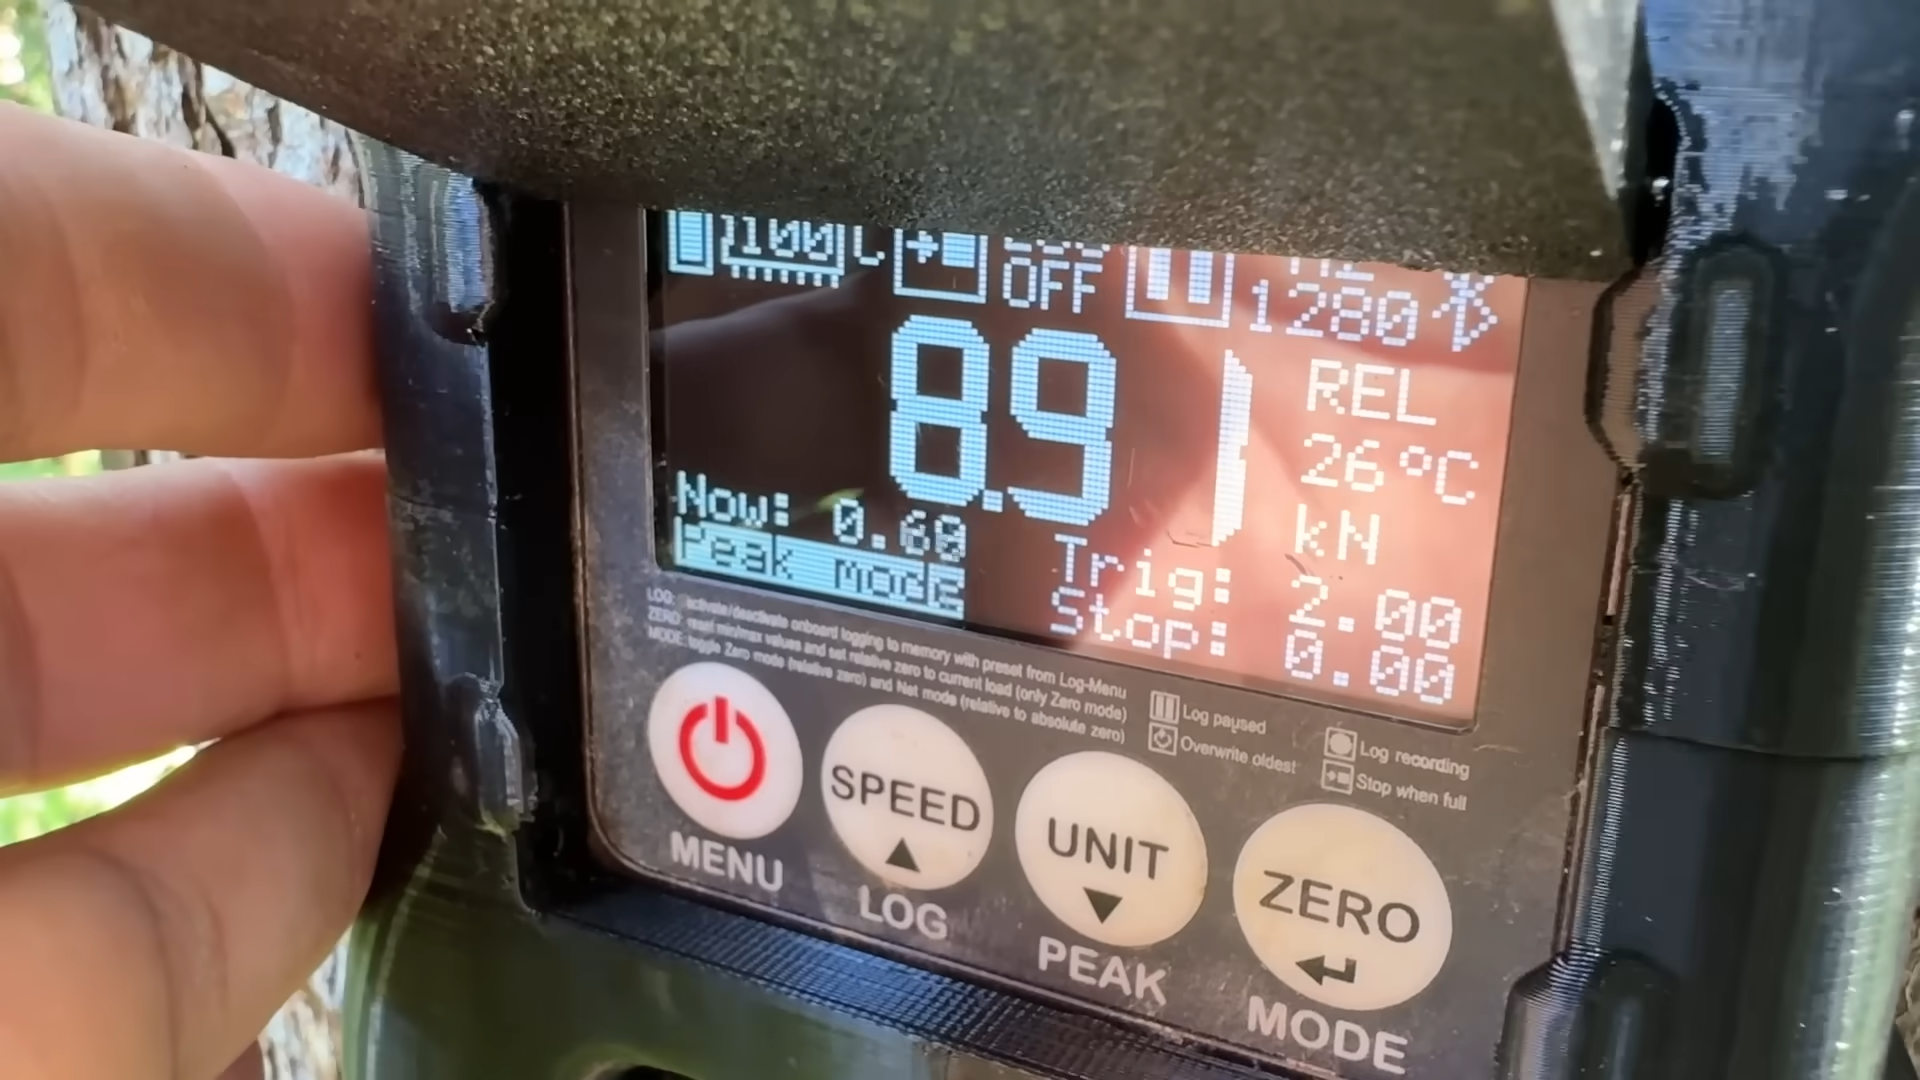 100
OFF
1280
8.91
REL
26 ºC
kN
Now: 0.60
Peak mode
Trig: 2.00
Stop: 0.00
LOG: activate/deactivate onboard logging to memory with preset from Log-Menu
ZERO: reset min/max values and set relative zero to current load (only Zero mode)
MODE: toggle Zero mode (relative zero) and Net mode (relative to absolute zero)
Log paused
Overwrite oldest
Log recording
Stop when full
SPEED
UNIT
ZERO
MENU
LOG
PEAK
MODE